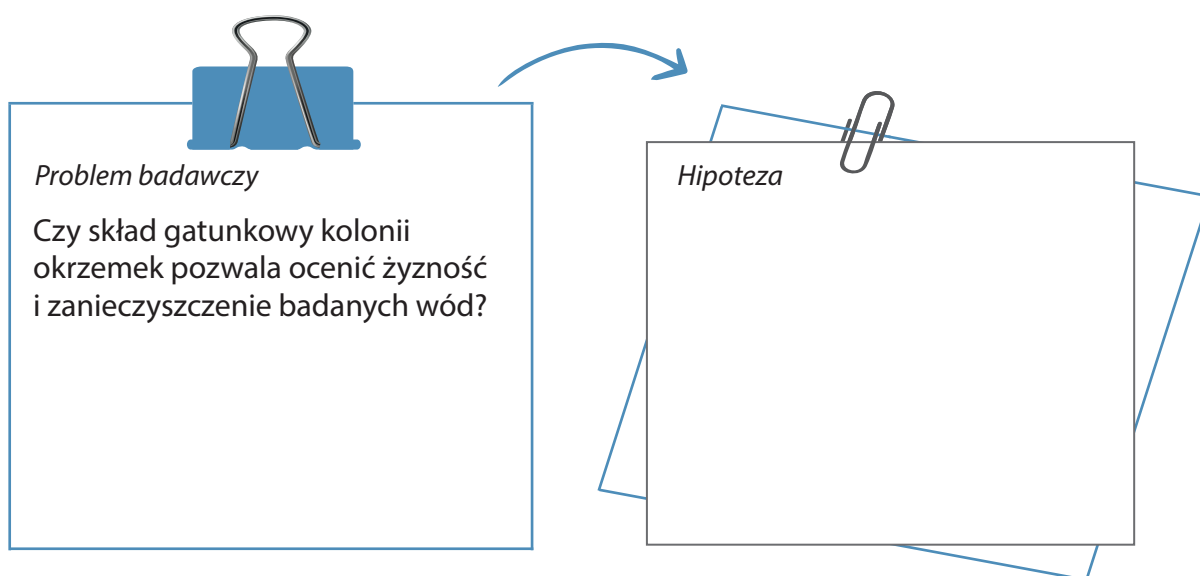 Problem badawczy
Czy skład gatunkowy kolonii
okrzemek pozwala ocenić żyzność
i zanieczyszczenie badanych wód?
Hipoteza